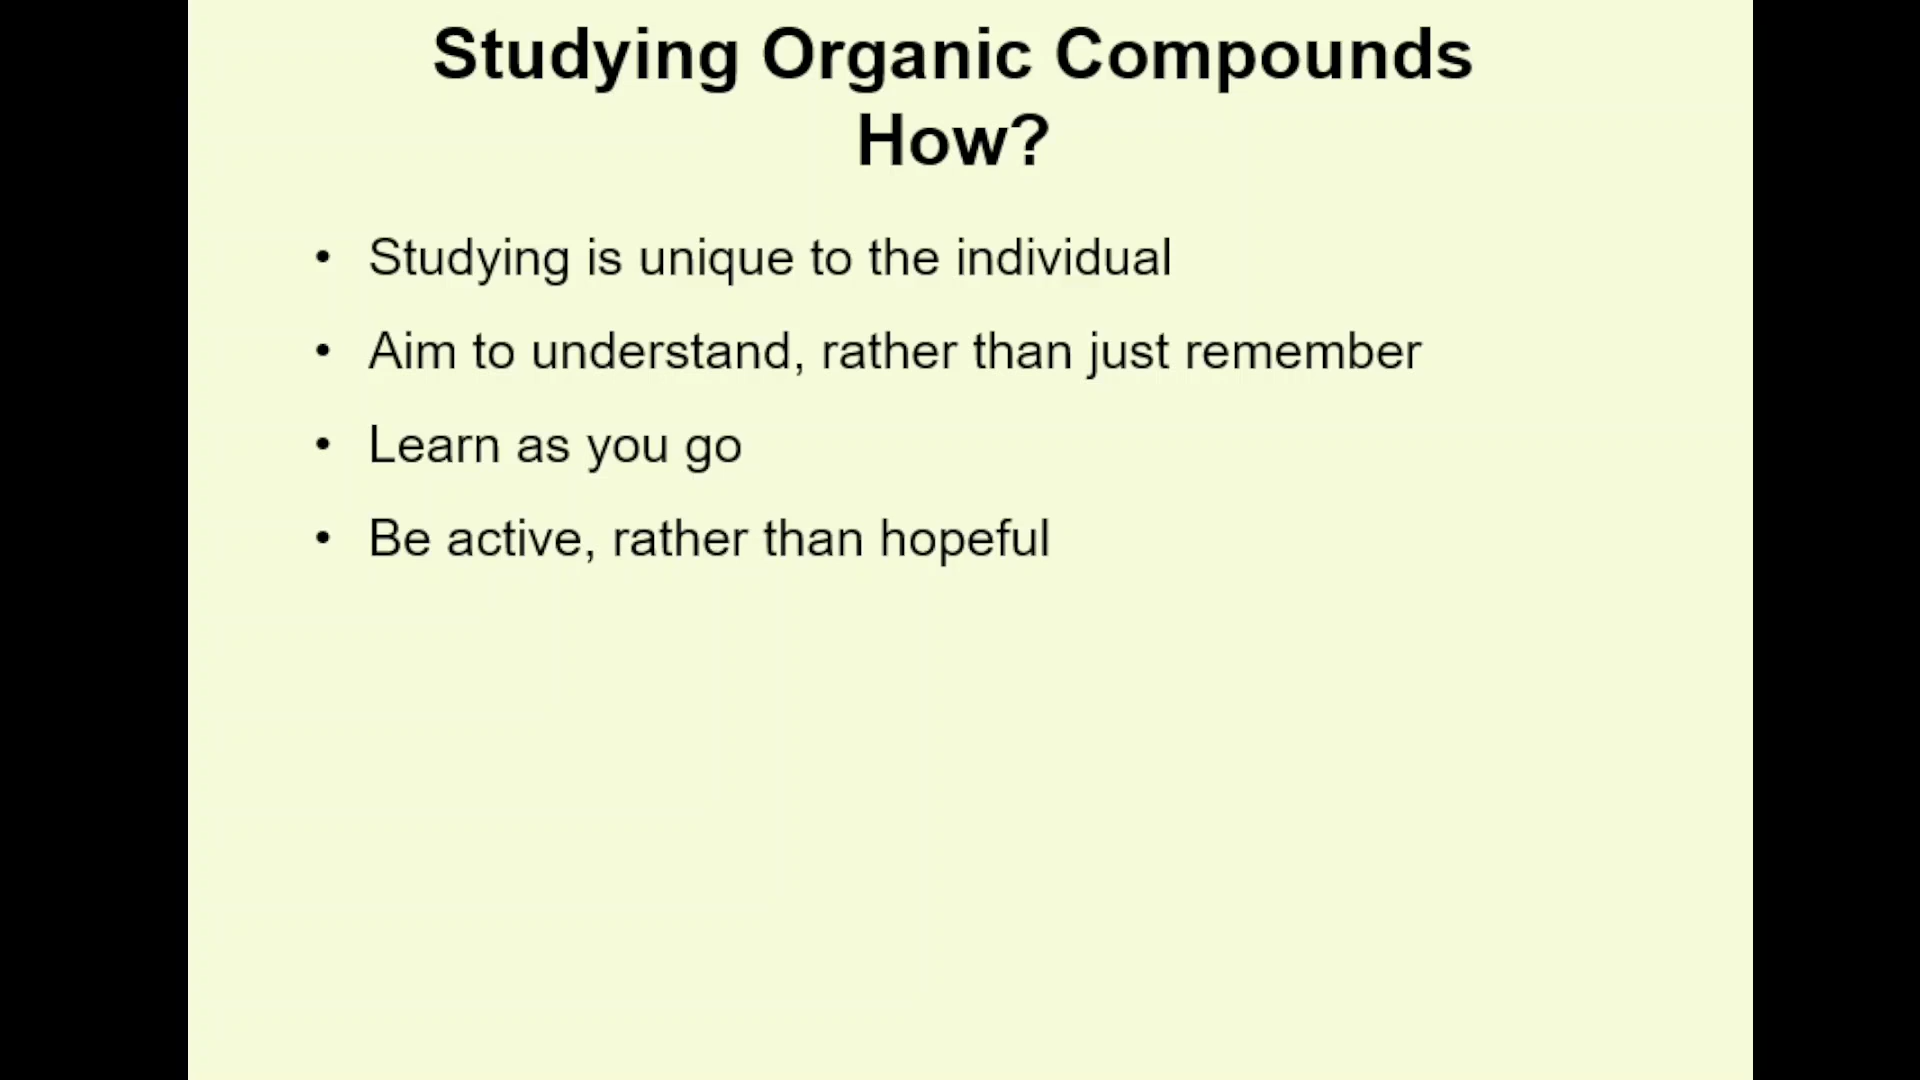 Studying Organic Compounds
How?
• Studying is unique to the individual
• Aim to understand, rather than just remember
• Learn as you go
• Be active, rather than hopeful